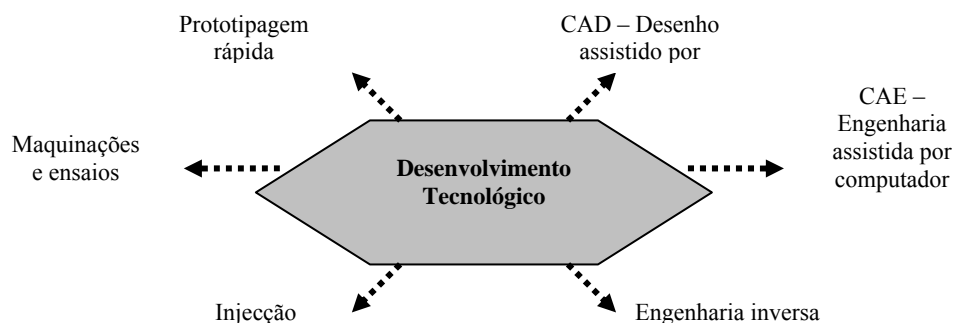 Prototipagem
rápida
CAD – Desenho
assistido por
CAE –
Engenharia
assistida por
computador
Maquinações
e ensaios
Desenvolvimento
Tecnológico
Injecção
Engenharia inversa